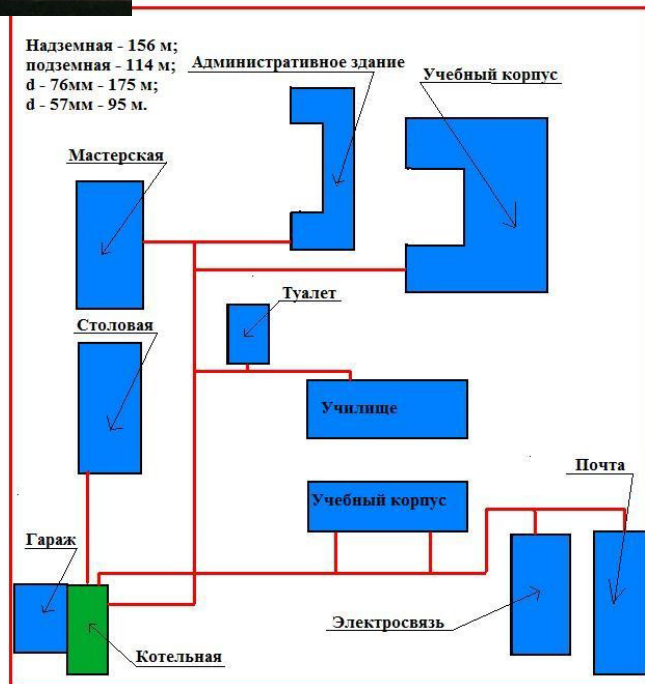 Надземная - 156 м;
подземная - 114 м;
d - 76мм - 175 м;
d - 57мм - 95 м.
Административное здание
Учебный корпус
Мастерская
Туалет
Столовая
Училище
Почта
Учебный корпус
Гараж
Электросвязь
Котельная